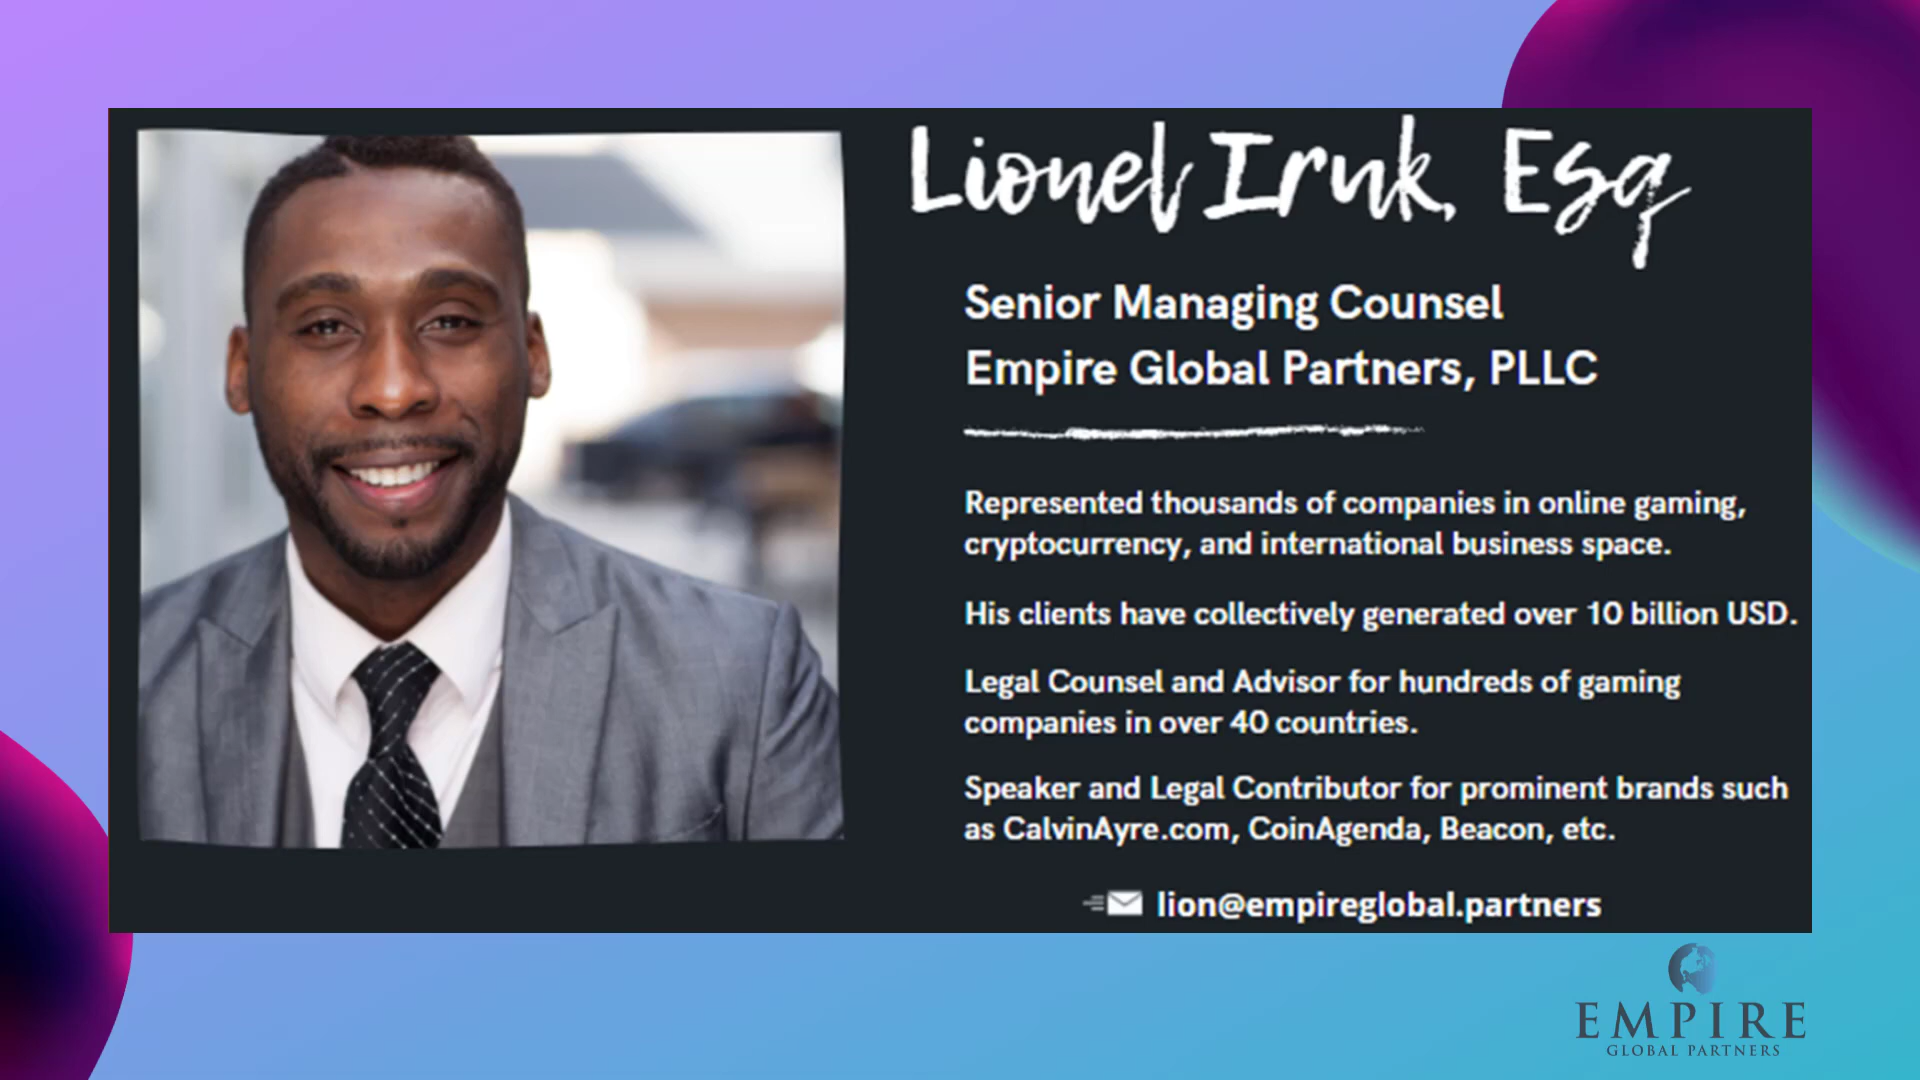 Lionel Iruk, Esq
Senior Managing Counsel
Empire Global Partners, PLLC
Represented thousands of companies in online gaming,
cryptocurrency, and international business space.
His clients have collectively generated over 10 billion USD.
Legal Counsel and Advisor for hundreds of gaming
companies in over 40 countries.
Speaker and Legal Contributor for prominent brands such
as CalvinAyre.com, CoinAgenda, Beacon, etc.
lion@empireglobal.partners
EMPIRE
GLOBAL PARTNERS